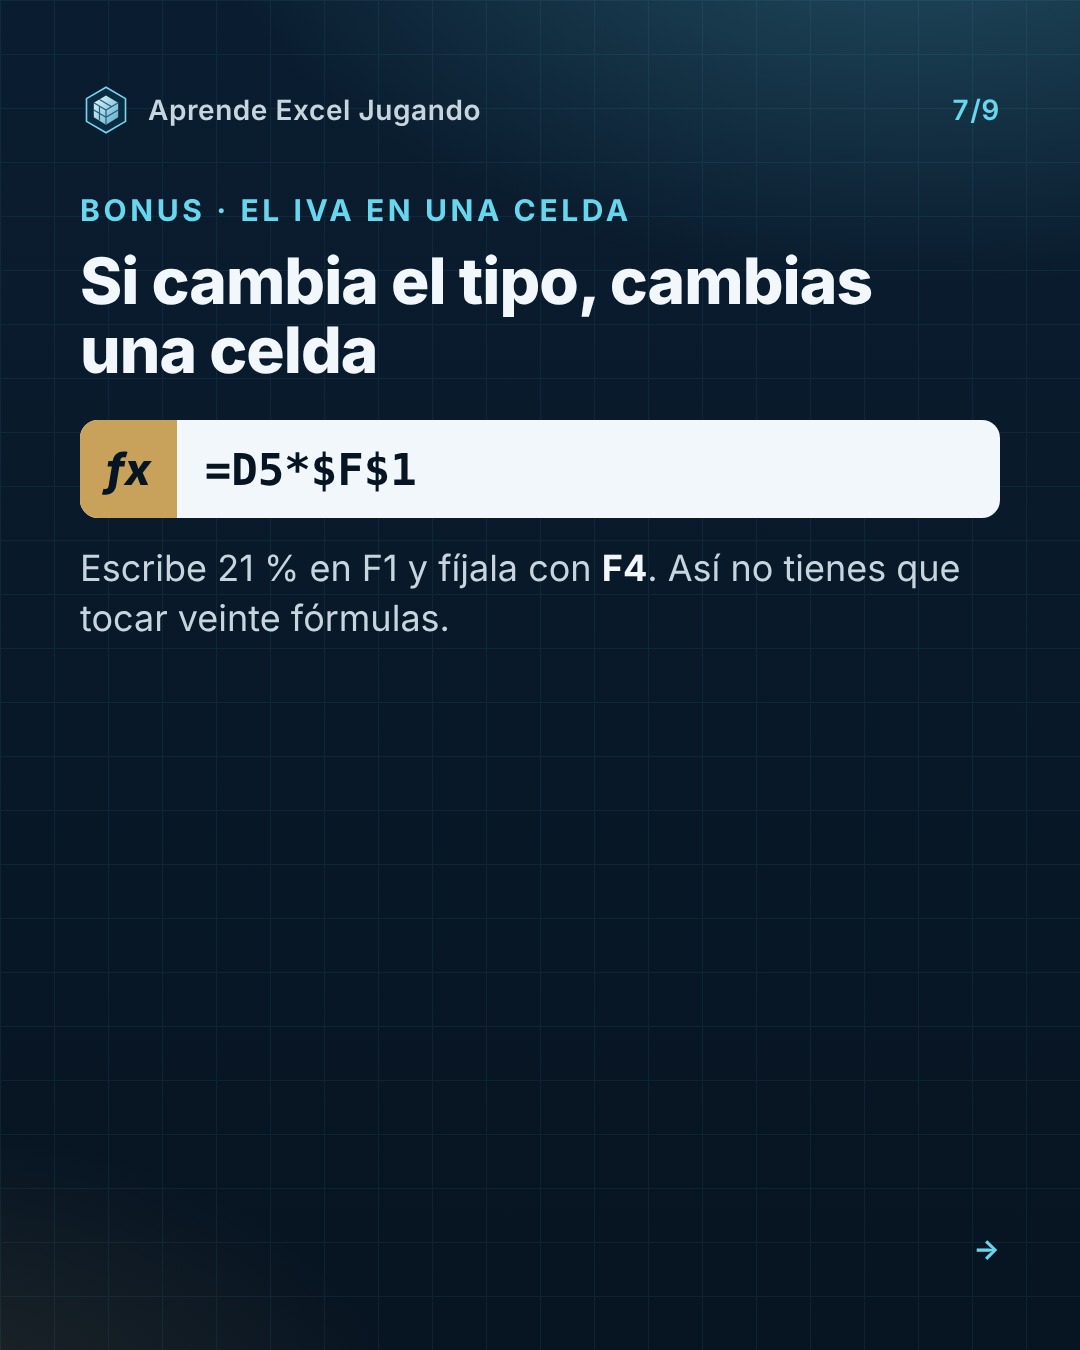 Aprende Excel Jugando
7/9
BONUS · EL IVA EN UNA CELDA
Si cambia el tipo, cambias
una celda
fx =D5*$F$1
Escribe 21 % en F1 y fíjala con F4. Así no tienes que
tocar veinte fórmulas.
→